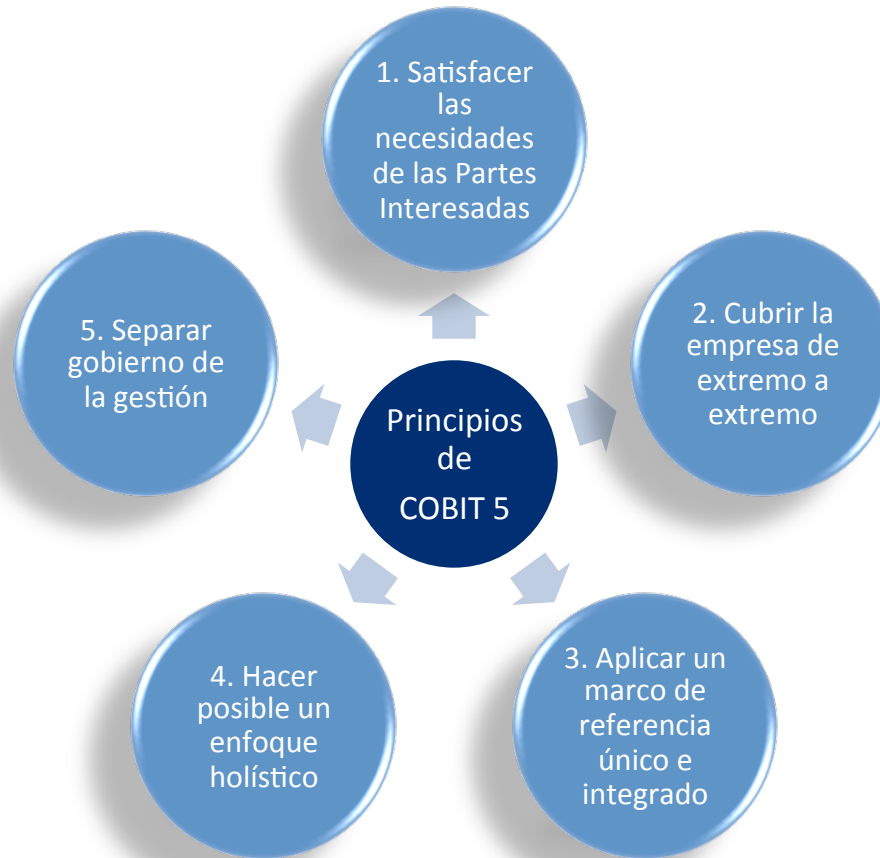 1. Satisfacer
las
necesidades
de las Partes
Interesadas
2. Cubrir la
empresa de
extremo a
extremo
3. Aplicar un
marco de
referencia
único e
integrado
4. Hacer
posible un
enfoque
holístico
5. Separar
gobierno de
la gestión
Principios
de
COBIT 5